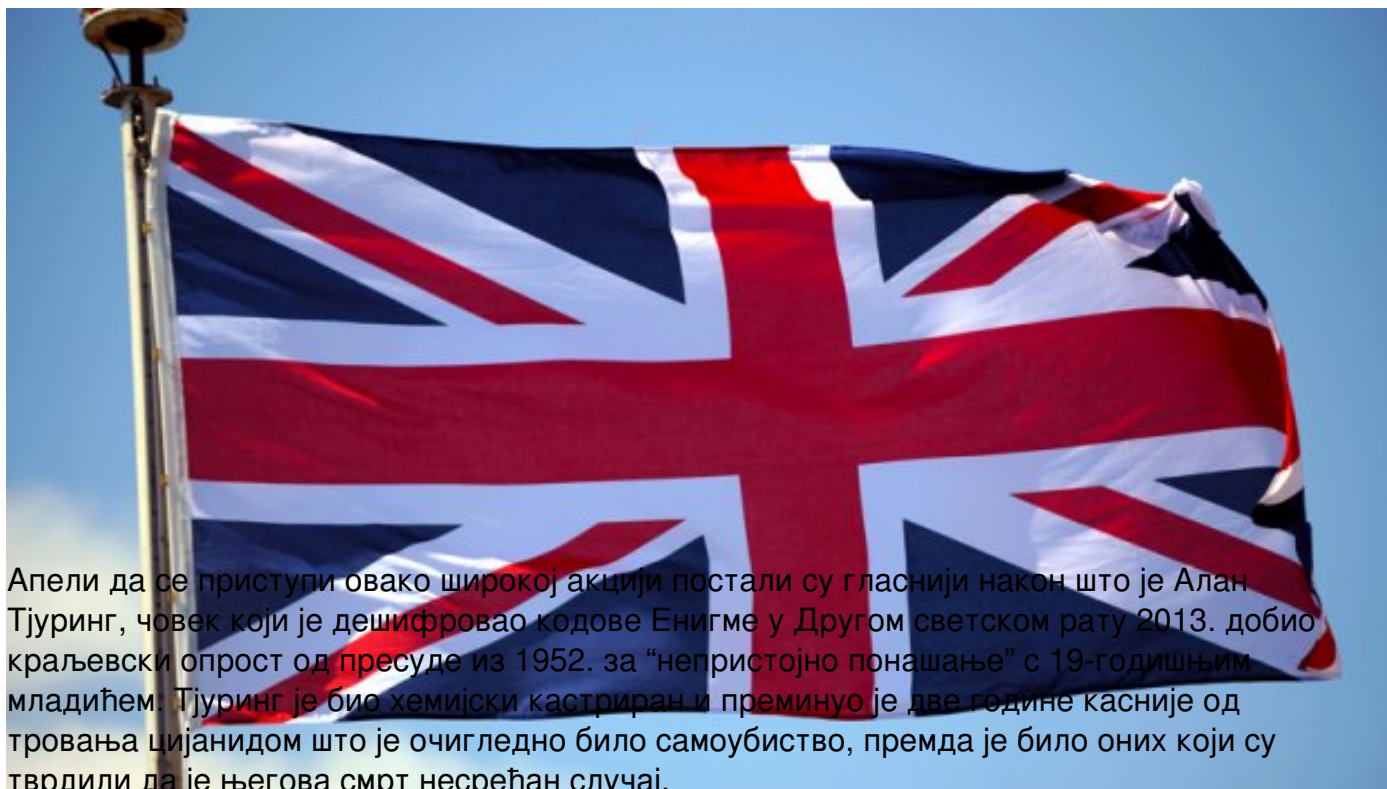 Апели да се приступи овако широкој акцији постали су гласнији након што је Алан
Тјуринг, човек који је дешифровао кодове Енигме у Другом светском рату 2013. добио
краљевски опрост од пресуде из 1952. за “непристојно понашање” с 19-годишњим
младићем. Тјуринг је био хемијски кастриран и преминуо је две године касније од
тровања цијанидом што је очигледно било самоубиство, премда је било оних који су
тврдили да је његова смрт несрећан случај.